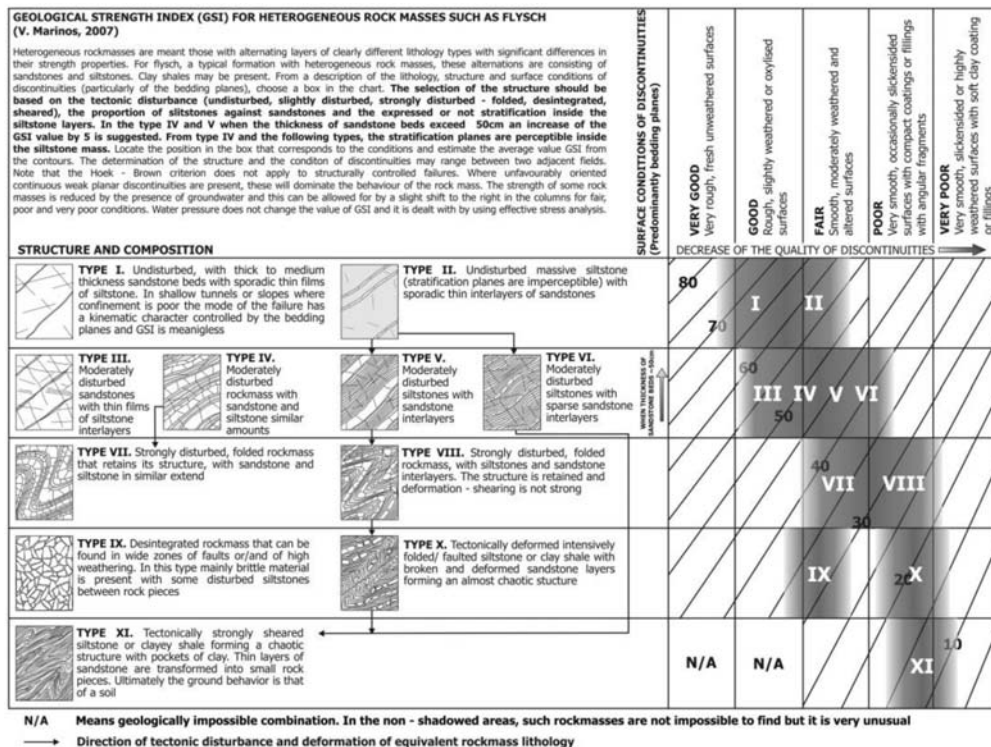 GEOLOGICAL STRENGTH INDEX (GSI) FOR HETEROGENEOUS ROCK MASSES SUCH AS FLYSCH
(V. Marinos, 2007)
Heterogeneous rockmasses are meant those with alternating layers of clearly different lithology types with significant differences in
their strength properties. For flysch, a typical formation with heterogeneous rock masses, these alternations are consisting of
sandstones and siltstones. Clay shales may be present. From a description of the lithology, structure and surface conditions of
discontinuities (particularly of the bedding planes), choose a box in the chart. The selection of the structure should
be based on the tectonic disturbance (undisturbed, slightly disturbed, strongly disturbed - folded, desintegrated,
sheared), the proportion of slitstones against sandstones and the expressed or not stratification inside the
siltstone layers. In the type IV and V when the thickness of sandstone beds exceed 50cm an increase of the
GSI value by 5 is suggested. From type IV and the following types, the stratification planes are perceptible inside
the siltstone mass. Locate the position in the box that corresponds to the conditions and estimate the average value GSI from
the contours. The determination of the structure and the conditon of discontinuities may range between two adjacent fields.
Note that the Hoek - Brown criterion does not apply to structurally controlled failures. Where unfavourably oriented
continuous weak planar discontinuities are present, these will dominate the behaviour of the rock mass. The strength of some rock
masses is reduced by the presence of groundwater and this can be allowed for by a slight shift to the right in the columns for fair,
poor and very poor conditions. Water pressure does not change the value of GSI and it is dealt with by using effective stress analysis.
SURFACE CONDITIONS OF DISCONTINUITIES
(Predominantly bedding planes)
VERY GOOD
Very rough, fresh unweathered surfaces
GOOD
Rough, slightly weathered or oxylised
surfaces
FAIR
Smooth, moderately weathered and
altered surfaces
POOR
Very smooth, occasionally slickensided
surfaces with compact coatings or fillings
with angular fragments
VERY POOR
Very smooth, slickensided or highly
weathered surfaces with soft clay coating
or fillings
STRUCTURE AND COMPOSITION
DECREASE OF THE QUALITY OF DISCONTINUITIES
TYPE I. Undisturbed, with thick to medium
thickness sandstone beds with sporadic thin films
of siltstone. In shallow tunnels or slopes where
confinement is poor the mode of the failure has
a kinematic character controlled by the bedding
planes and GSI is meanigless
TYPE II. Undisturbed massive siltstone
(stratification planes are imperceptible) with
sporadic thin interlayers of sandstones
80
70
I
II
TYPE III.
Moderately
disturbed
sandstones
with thin films
of siltstone
interlayers
TYPE IV.
Moderately
disturbed
rockmass with
sandstone and
siltstone similar
amounts
TYPE V.
Moderately
disturbed
siltstones with
sandstone
interlayers
TYPE VI.
Moderately
disturbed
siltstones with
sparse sandstone
interlayers
WHEN THICKNESS OF
SANDSTONE BEDS ~50cm
60
III
IV
V
VI
50
TYPE VII. Strongly disturbed, folded rockmass
that retains its structure, with sandstone and
siltstone in similar extend
TYPE VIII. Strongly disturbed, folded
rockmass, with siltstones and sandstone
interlayers. The structure is retained and
deformation - shearing is not strong
40
VII
VIII
30
TYPE IX. Desintegrated rockmass that can be
found in wide zones of faults or/and of high
weathering. In this type mainly brittle material
is present with some disturbed siltstones
between rock pieces
TYPE X. Tectonically deformed intensively
folded/ faulted siltstone or clay shale with
broken and deformed sandstone layers
forming an almost chaotic stucture
IX
20
X
TYPE XI. Tectonically strongly sheared
siltstone or clayey shale forming a chaotic
structure with pockets of clay. Thin layers of
sandstone are transformed into small rock
pieces. Ultimately the ground behavior is that
of a soil
N/A
N/A
10
XI
N/A Means geologically impossible combination. In the non - shadowed areas, such rockmasses are not impossible to find but it is very unusual
Direction of tectonic disturbance and deformation of equivalent rockmass lithology